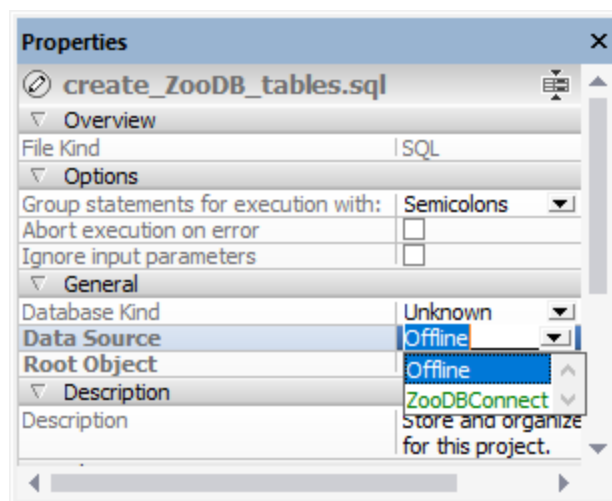 Properties
create_ZooDB_tables.sql
Overview
File Kind SQL
Options
Group statements for execution with: Semicolons
Abort execution on error
Ignore input parameters
General
Database Kind Unknown
Data Source Offline
Root Object Offline
ZooDBConnect
Description
Description Store and organize
for this project.